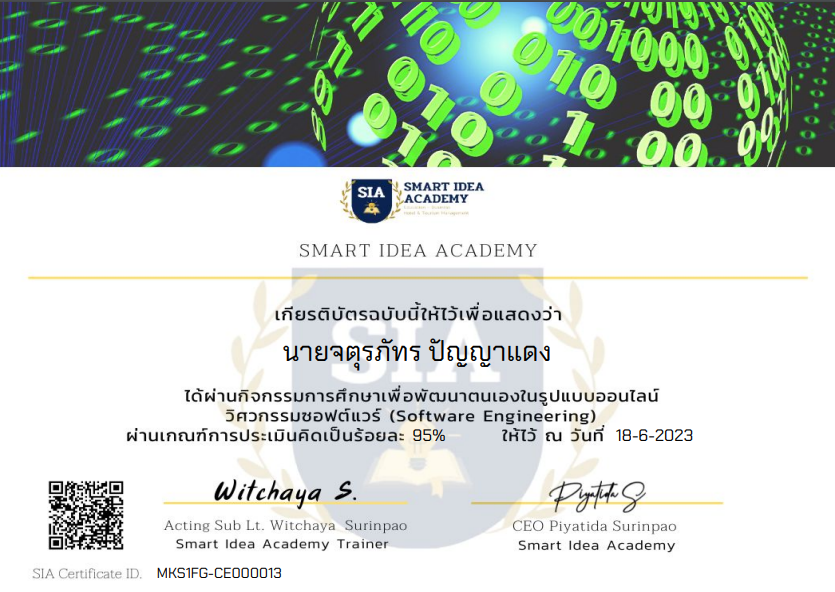 SIA
SMART IDEA
ACADEMY
SMART IDEA ACADEMY
เกียรติบัตรฉบับนี้ให้ไว้เพื่อแสดงว่า
นายจตุรภัทร ปัญญาแดง
ได้ผ่านกิจกรรมการศึกษาเพื่อพัฒนาตนเองในรูปแบบออนไลน์
วิศวกรรมซอฟต์แวร์ (Software Engineering)
ผ่านเกณฑ์การประเมินคิดเป็นร้อยละ 95% ให้ไว้ ณ วันที่ 18-6-2023
Witchaya S.
Piyatida S
Acting Sub Lt. Witchaya Surinpao
CEO Piyatida Surinpao
Smart Idea Academy Trainer
Smart Idea Academy
SIA Certificate ID. MKS1FG-CE000013